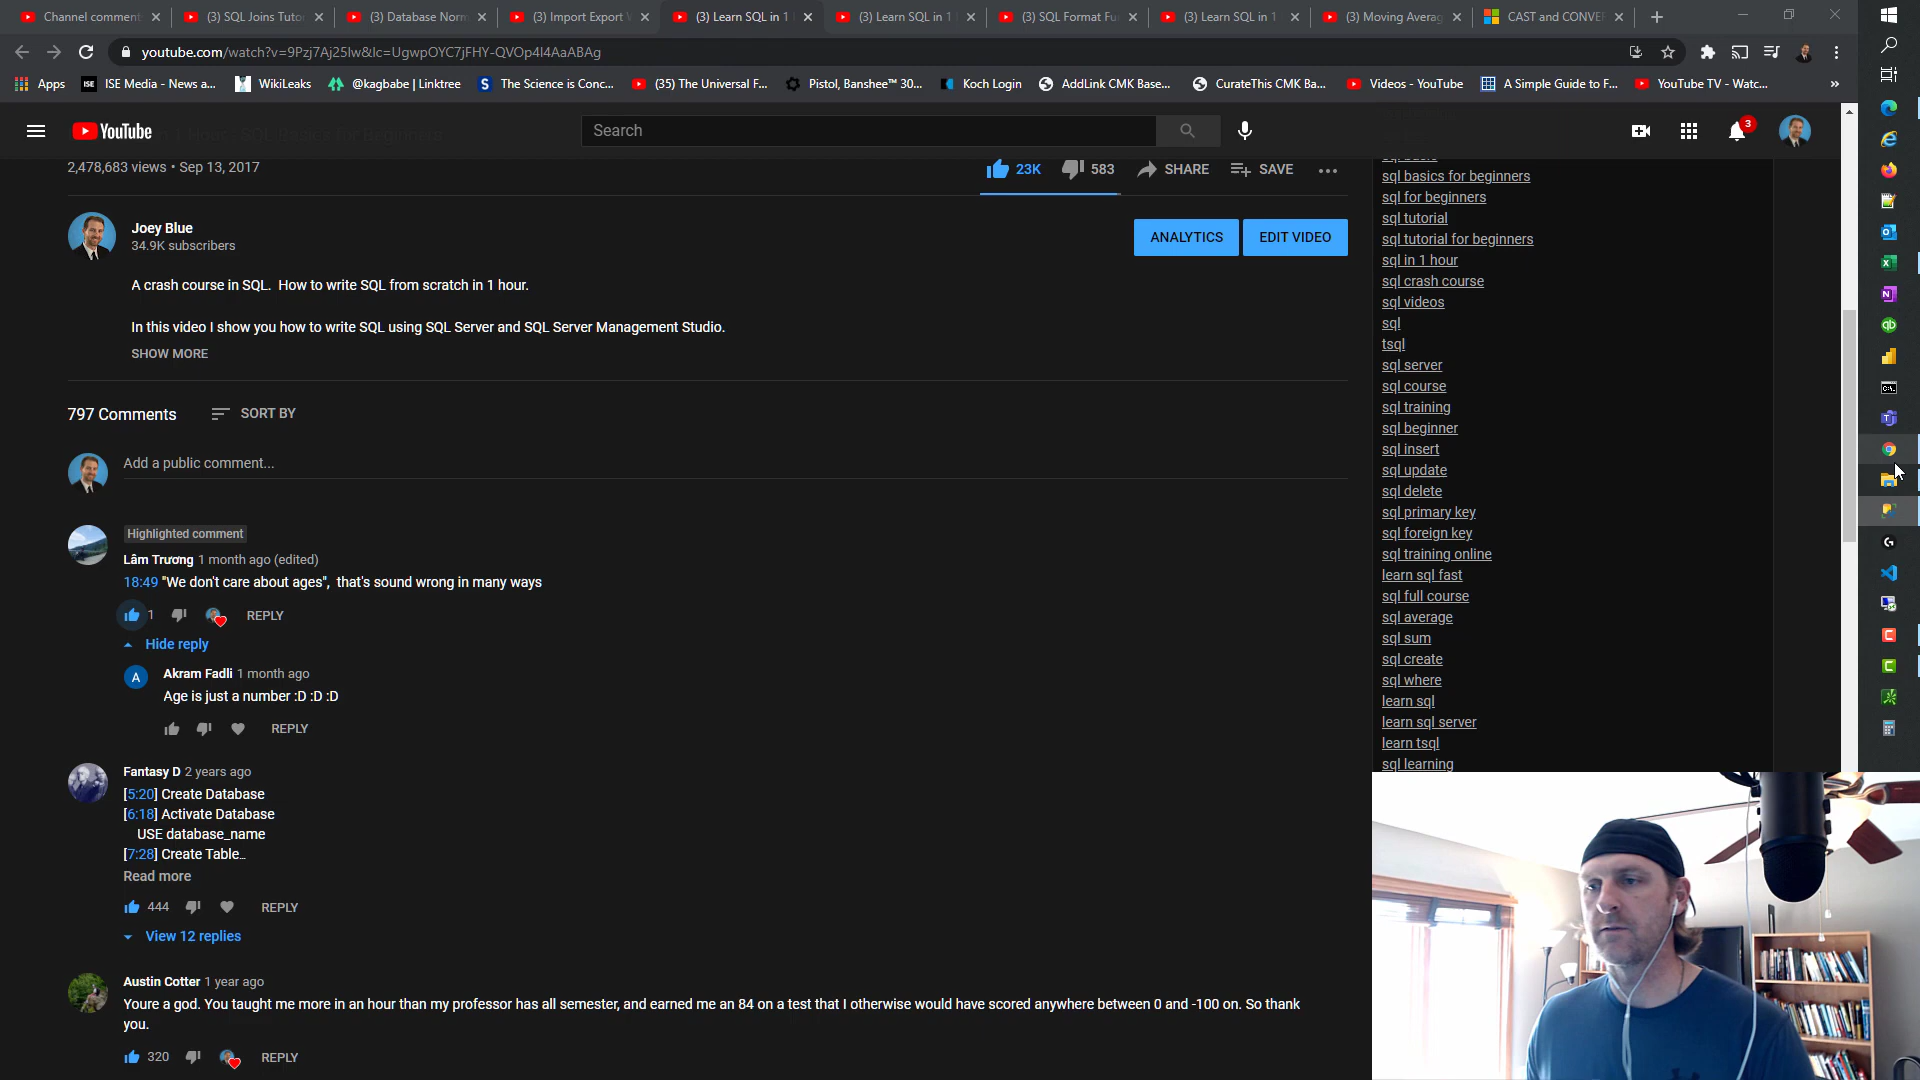 Channel comment
(3) SQL Joins Tuto
(3) Database Norm
(3) Import Export
(3) Learn SQL in 1
(3) Learn SQL in 1
(3) SQL Format Fu
(3) Learn SQL in 1
(3) Moving Averag
CAST and CONVE
youtube.com/watch?v=9Pzj7Aj25lw&lc=UgwpOYC7jFHY-QVOp4l4AaABAg
Apps
ISE Media - News a...
WikiLeaks
@kagbabe | Linktree
The Science is Conc...
(35) The Universal F...
Pistol, Banshee™ 30...
Koch Login
AddLink CMK Base...
CurateThis CMK Ba...
Videos - YouTube
A Simple Guide to F...
YouTube TV - Watc...
YouTube
Search
3
2,478,683 views • Sep 13, 2017
23K
583
SHARE
SAVE
Joey Blue
34.9K subscribers
ANALYTICS
EDIT VIDEO
A crash course in SQL.  How to write SQL from scratch in 1 hour.
In this video I show you how to write SQL using SQL Server and SQL Server Management Studio.
SHOW MORE
797 Comments
SORT BY
Add a public comment...
Highlighted comment
Lâm Trương 1 month ago (edited)
18:49 "We don't care about ages",  that's sound wrong in many ways
1
REPLY
Hide reply
A
Akram Fadli 1 month ago
Age is just a number :D :D :D
REPLY
Fantasy D 2 years ago
[5:20] Create Database
[6:18] Activate Database
USE database_name
[7:28] Create Table...
Read more
444
REPLY
View 12 replies
Austin Cotter 1 year ago
Youre a god. You taught me more in an hour than my professor has all semester, and earned me an 84 on a test that I otherwise would have scored anywhere between 0 and -100 on. So thank
you.
320
REPLY
sql basics
sql basics for beginners
sql for beginners
sql tutorial
sql tutorial for beginners
sql in 1 hour
sql crash course
sql videos
sql
tsql
sql server
sql course
sql training
sql beginner
sql insert
sql update
sql delete
sql primary key
sql foreign key
sql training online
learn sql fast
sql full course
sql average
sql sum
sql create
sql where
learn sql
learn sql server
learn tsql
sql learning